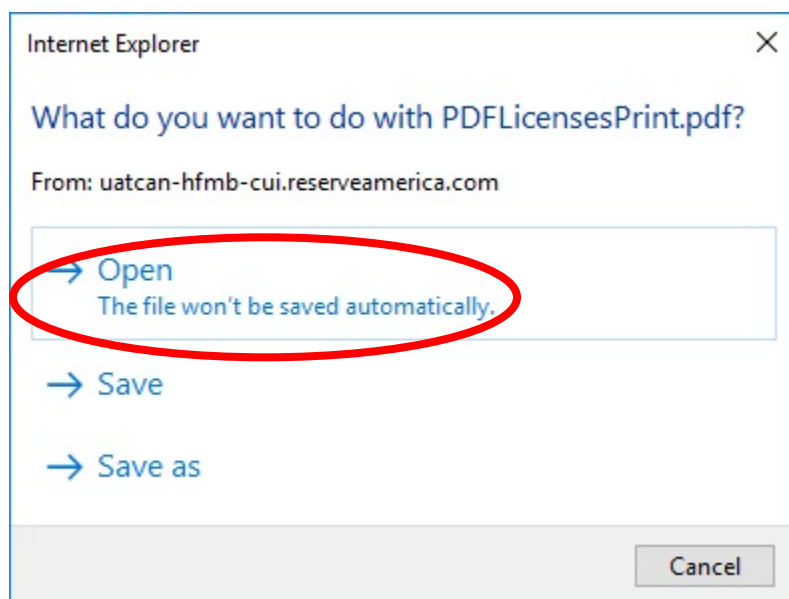 Internet Explorer
What do you want to do with PDFLicensesPrint.pdf?
From: uatcan-hfmb-cui.reserveamerica.com
Open
The file won't be saved automatically.
Save
Save as
Cancel